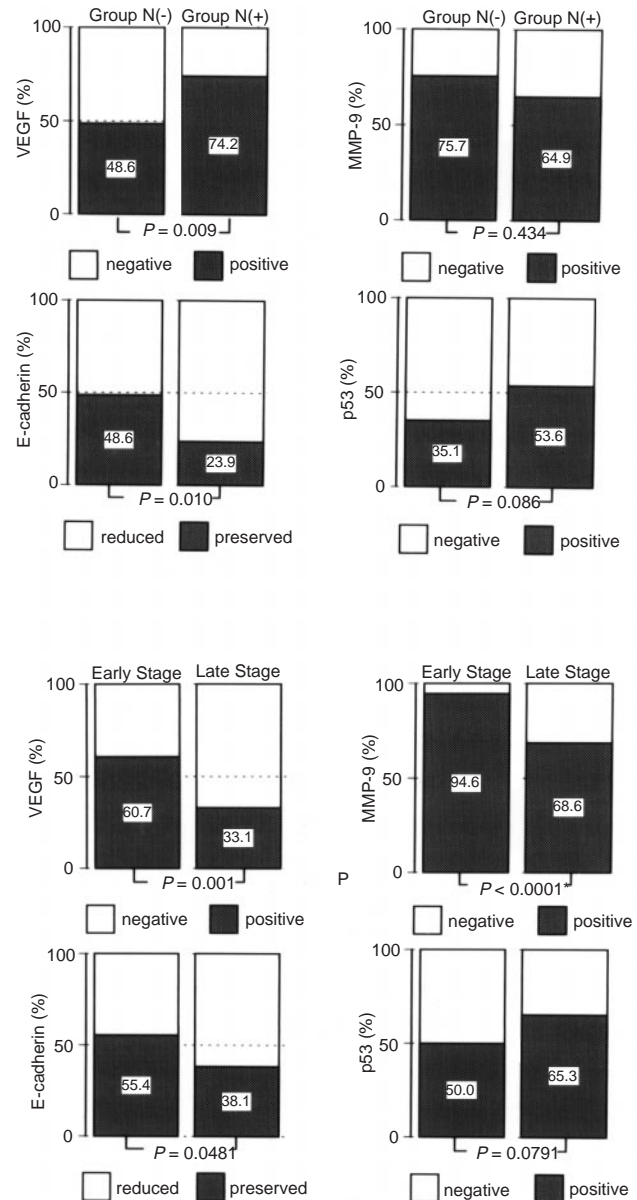 Group N(-) Group N(+)
VEGF (%)
100
50
0
48.6
74.2
P = 0.009
negative positive
Group N(-) Group N(+)
MMP-9 (%)
100
50
0
75.7
64.9
P = 0.434
negative positive
E-cadherin (%)
100
50
0
48.6
23.9
P = 0.010
reduced preserved
p53 (%)
100
50
0
35.1
53.6
P = 0.086
negative positive
Early Stage Late Stage
VEGF (%)
100
50
0
60.7
33.1
P = 0.001
negative positive
P
Early Stage Late Stage
MMP-9 (%)
100
50
0
94.6
68.6
P < 0.0001*
negative positive
E-cadherin (%)
100
50
0
55.4
38.1
P = 0.0481
reduced preserved
p53 (%)
100
50
0
50.0
65.3
P = 0.0791
negative positive